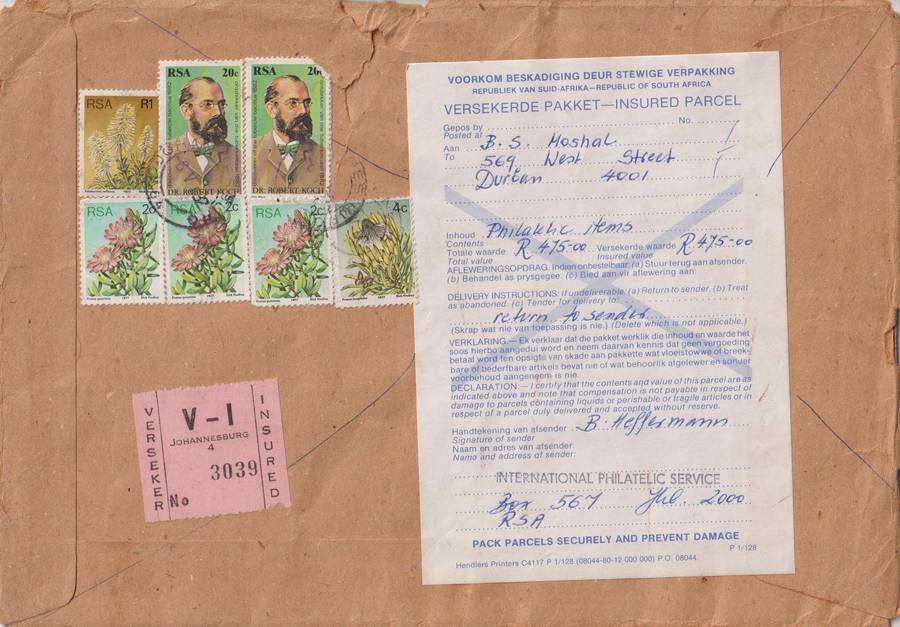 RSA R1
RSA 20c
DR. ROBERT KOCH
RSA 20
DR. ROBERT KOCH
RSA 2c
RSA 2c
RSA 2c
4c
VERSEKER
V-1
JOHANNESBURG
4
No 3039
INSURED
VOORKOM BESKADIGING DEUR STEWIGE VERPAKKING
REPUBLIEK VAN SUID-AFRIKA—REPUBLIC OF SOUTH AFRICA
VERSEKERDE PAKKET—INSURED PARCEL
Gepos by No.
Posted at
Aan B. S. Moshal
To 569 West Street
Durban 4001
Inhoud Philatelic Items
Contents
Totale waarde R 475-00 Versekerde waarde R 475-00
Total value Insured value
AFLEWERINGSOPDRAG. Indien onbestelbaar: (a) Stuur terug aan afsender.
(b) Behandel as prysgegee. (c) Bied aan vir aflewering aan:
DELIVERY INSTRUCTIONS: If undeliverable: (a) Return to sender. (b) Treat
as abandoned. (c) Tender for delivery to:
return to sender
(Skrap wat nie van toepassing is nie.) (Delete which is not applicable.)
VERKLARING:— Ek verklaar dat die pakket werklik die inhoud en waarde het
soos hierbo aangedui word en neem daarvan kennis dat geen vergoeding
betaal word ten opsigte van skade aan pakkette wat vloeistowwe of breek-
bare of bederfbare artikels bevat nie of wat behoorlik afgelewer en sonder
voorbehoud aangeneem is nie.
DECLARATION:— I certify that the contents and value of this parcel are as
indicated above and note that compensation is not payable in respect of
damage to parcels containing liquids or perishable or fragile articles or in
respect of a parcel duly delivered and accepted without reserve.
Handtekening van afsender B. Heffermann
Signature of sender
Naam en adres van afsender:
Name and address of sender:
INTERNATIONAL PHILATELIC SERVICE
Box 567 Jhb. 2000
RSA
PACK PARCELS SECURELY AND PREVENT DAMAGE
P 1/128
Hendlers Printers C4117 P 1/128 (08044-80-12 000 000) P.O. 08044.